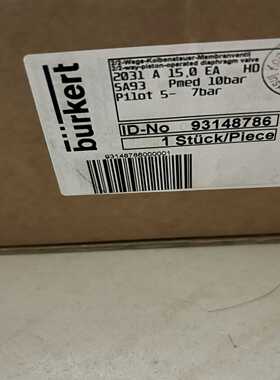 bürkert
2/2-Wege-Kolbensteuer-Membranventil
2/2-way-piston-operated diaphragm valve
2031 A 15,0 EA HD
SA93 Pmed 10bar
Pilot 5- 7bar
ID-No 93148786
1 Stück/Piece
93148786000001